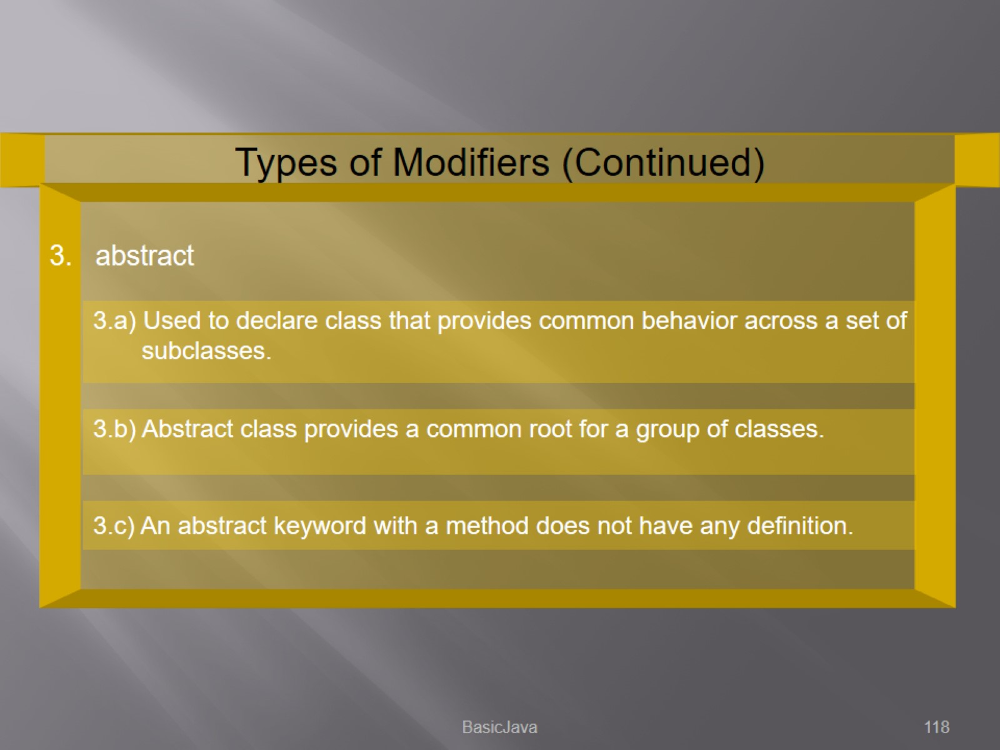 Types of Modifiers (Continued)
3. abstract
3.a) Used to declare class that provides common behavior across a set of
subclasses.
3.b) Abstract class provides a common root for a group of classes.
3.c) An abstract keyword with a method does not have any definition.
BasicJava
118